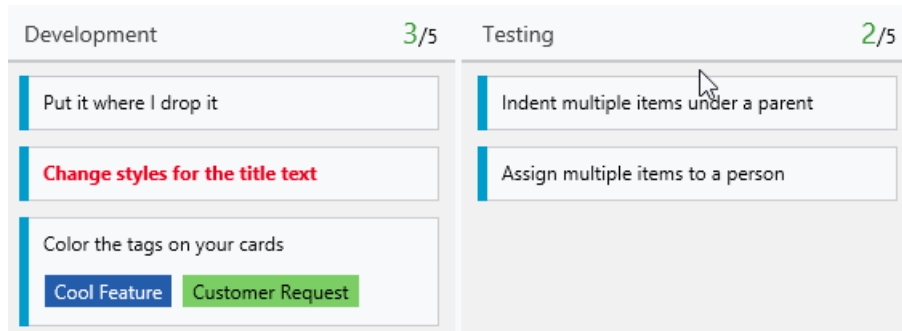 Development 3/5
Put it where I drop it
Change styles for the title text
Color the tags on your cards
Cool Feature Customer Request
Testing 2/5
Indent multiple items under a parent
Assign multiple items to a person